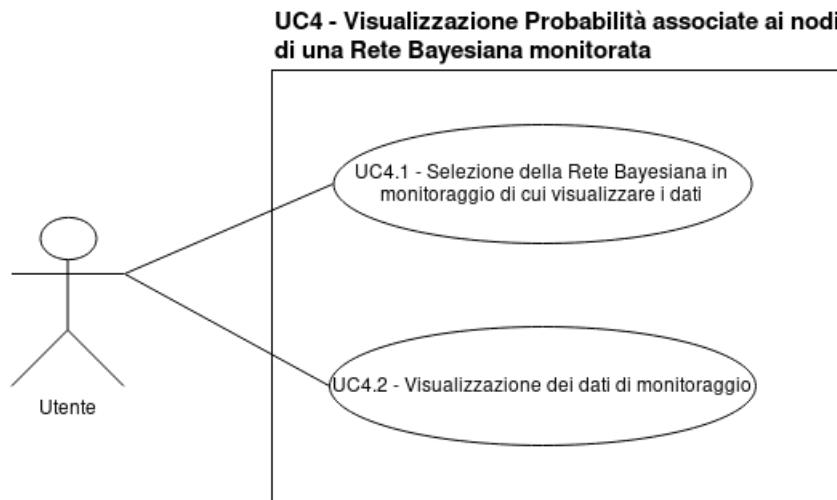 UC4 - Visualizzazione Probabilità associate ai nodi
di una Rete Bayesiana monitorata
UC4.1 - Selezione della Rete Bayesiana in
monitoraggio di cui visualizzare i dati
UC4.2 - Visualizzazione dei dati di monitoraggio
Utente